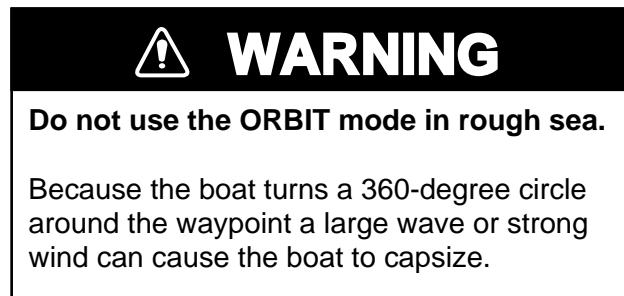 WARNING
Do not use the ORBIT mode in rough sea.
Because the boat turns a 360-degree circle
around the waypoint a large wave or strong
wind can cause the boat to capsize.